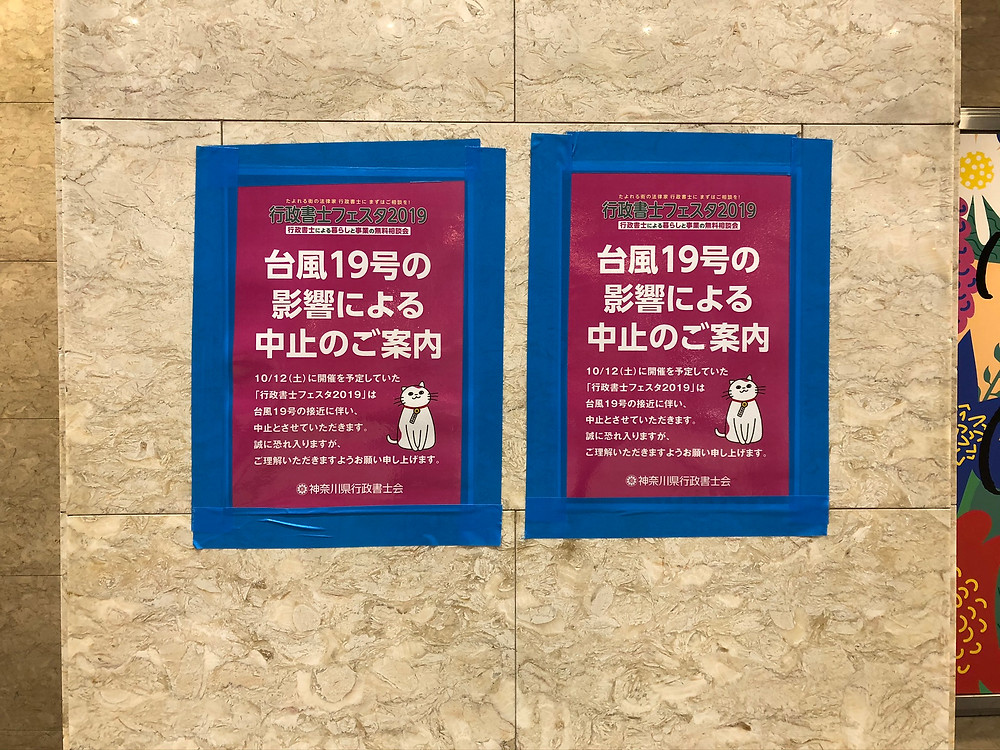 たよれる街の法律家 行政書士に まずはご相談を!
行政書士フェスタ2019
行政書士による暮らしと事業の無料相談会
台風19号の
影響による
中止のご案内
10/12(土)に開催を予定していた
「行政書士フェスタ2019」は
台風19号の接近に伴い、
中止とさせていただきます。
誠に恐れ入りますが、
ご理解いただきますようお願い申し上げます。
神奈川県行政書士会
たよれる街の法律家 行政書士に まずはご相談を!
行政書士フェスタ2019
行政書士による暮らしと事業の無料相談会
台風19号の
影響による
中止のご案内
10/12(土)に開催を予定していた
「行政書士フェスタ2019」は
台風19号の接近に伴い、
中止とさせていただきます。
誠に恐れ入りますが、
ご理解いただきますようお願い申し上げます。
神奈川県行政書士会